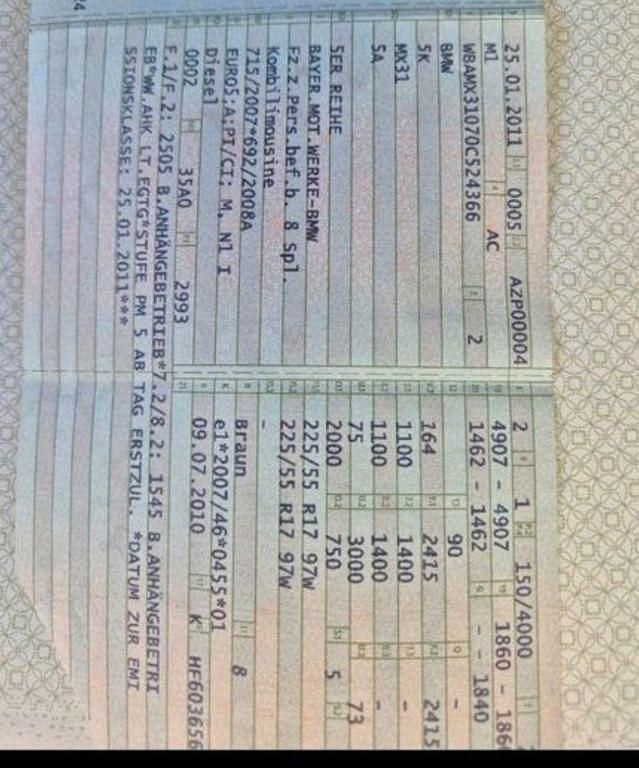 24
25.01.2011 0005 AZP00004
M1 AC
WBAMX31070C524366 2
BMW
5K
MX31
5A
5ER REIHE
BAYER.MOT.WERKE-BMW
Fz.z.Pers.bef.b. 8 Spl.
Kombilimousine
715/2007*692/2008A
EURO5;A;PI/CI; M, N1 I
Diesel
0002 35A0 2993
2 1 150/4000
4907 - 4907 1860 - 186
1462 - 1462 - - 1840
90 -
164 2415 2415
1100 1400 -
1100 1400 -
75 3000 73
2000 750 5
225/55 R17 97W
225/55 R17 97W
-
Braun 8
e1*2007/46*0455*01
09.07.2010 K HF603656
F.1/F.2: 2505 B.ANHÄNGEBETRIEB*7.2/8.2: 1545 B.ANHÄNGEBETRI
EB*WW.AHK LT.EGTG*STUFE PM 5 AB TAG ERSTZUL. *DATUM ZUR EMI
SSIONSKLASSE: 25.01.2011***